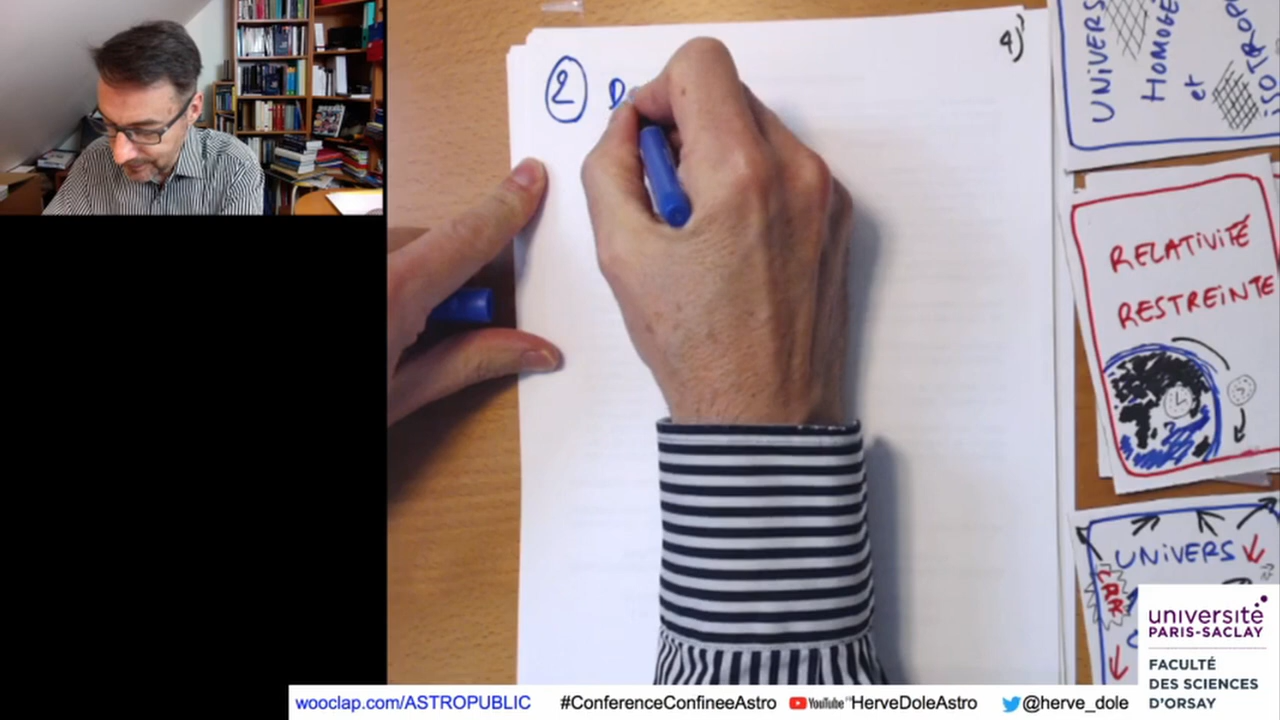 ② D
4)
UNIVERS
HOMOGÈ
et
iSOTROP
RELATIVITÉ
RESTREINTE
UNIVERS
université
PARIS-SACLAY
FACULTÉ
DES SCIENCES
D'ORSAY
wooclap.com/ASTROPUBLIC #ConferenceConfineeAstro YouTube HerveDoleAstro @herve_dole